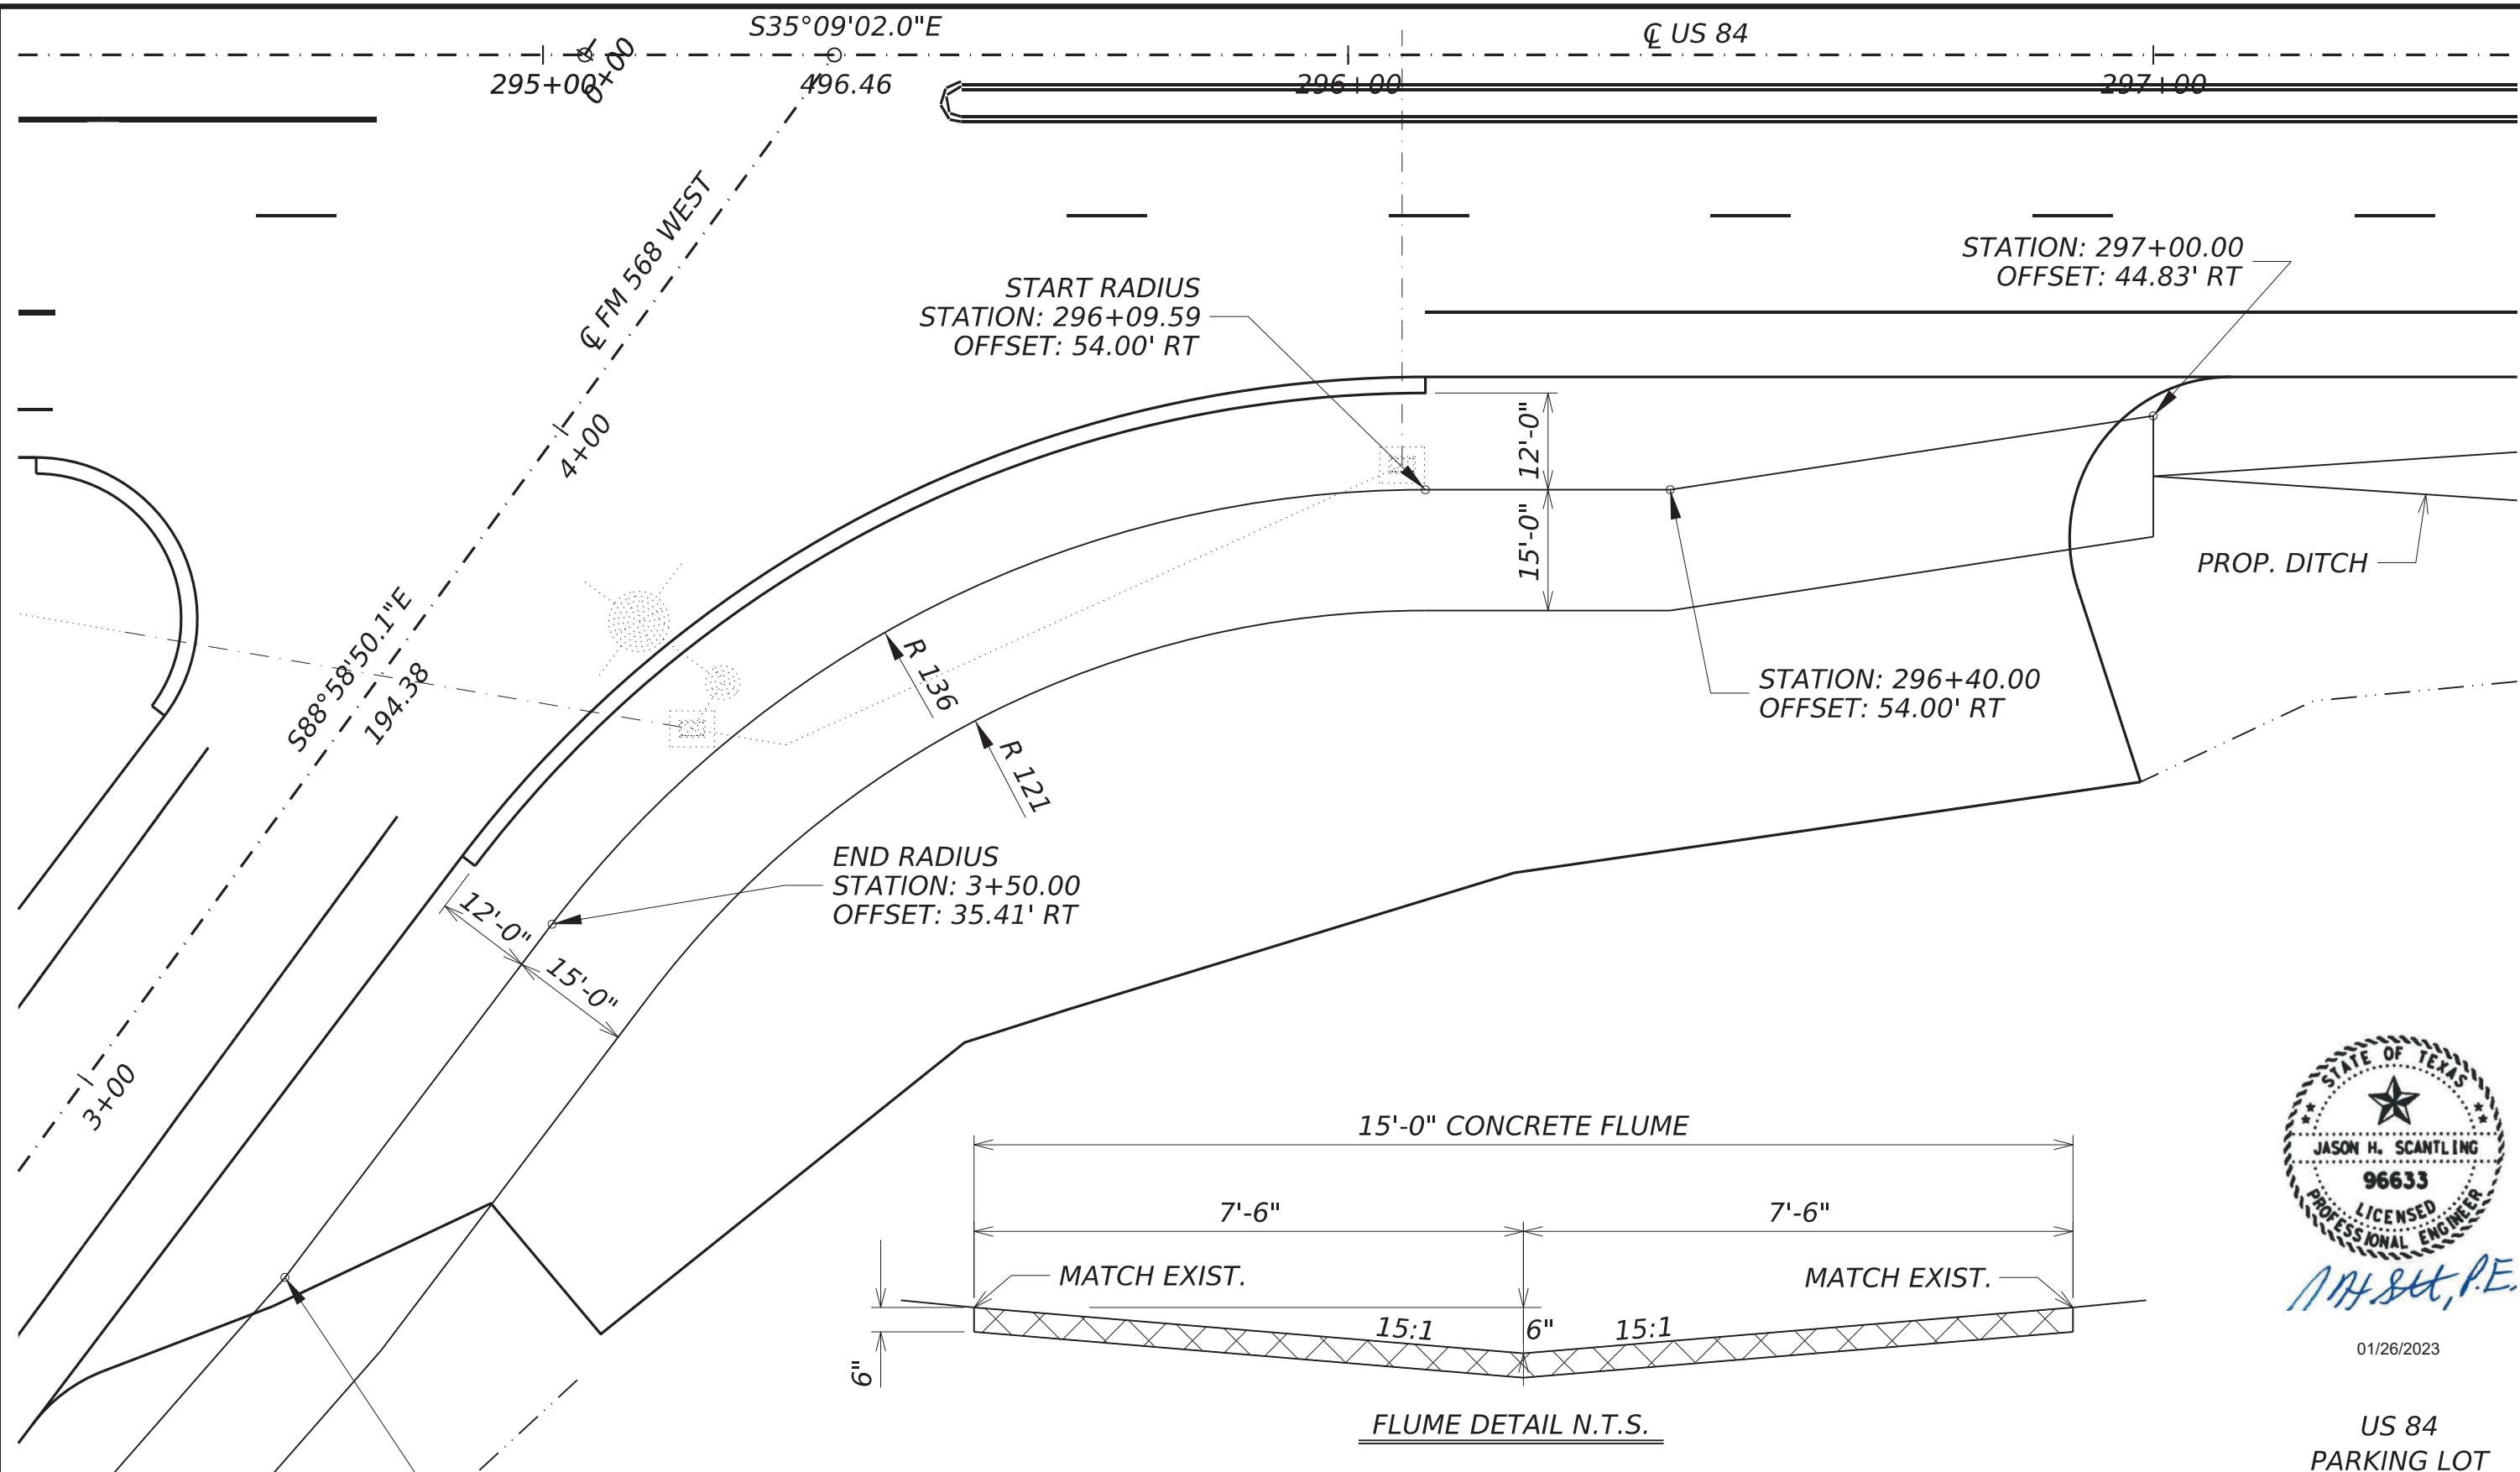 S35°09'02.0"E
℄ US 84
295+00
0+00
496.46
296+00
297+00
℄ FM 568 WEST
STATION: 297+00.00
OFFSET: 44.83' RT
START RADIUS
STATION: 296+09.59
OFFSET: 54.00' RT
4+00
12'-0"
15'-0"
PROP. DITCH
S88°58'50.1"E
194.38
R 136
R 121
STATION: 296+40.00
OFFSET: 54.00' RT
END RADIUS
STATION: 3+50.00
OFFSET: 35.41' RT
12'-0"
15'-0"
3+00
15'-0" CONCRETE FLUME
7'-6"
7'-6"
MATCH EXIST.
MATCH EXIST.
15:1
6"
15:1
6"
FLUME DETAIL N.T.S.
STATE OF TEXAS
JASON H. SCANTLING
96633
LICENSED
PROFESSIONAL ENGINEER
P.E.
01/26/2023
US 84
PARKING LOT